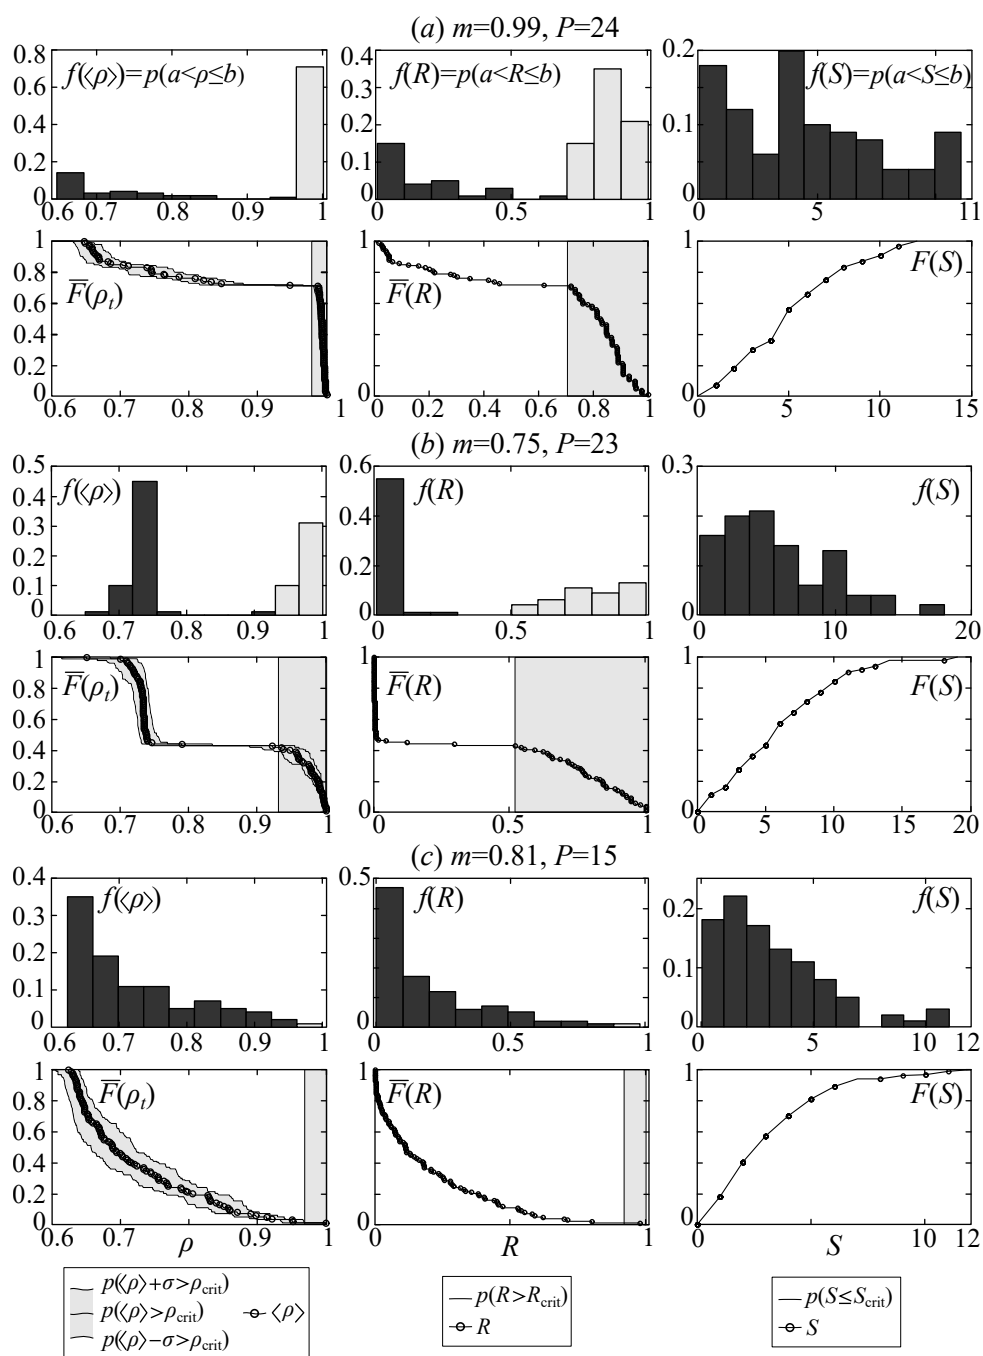 (a) m=0.99, P=24
f(⟨ρ⟩)=p(a<ρ≤b) f(R)=p(a<R≤b) f(S)=p(a<S≤b)
0.8 0.6 0.4 0.2 0
0.4 0.3 0.2 0.1 0
0.2 0.1 0
0.6 0.7 0.8 0.9 1
0.5 1
0 5 11
F̅(ρt) F̅(R) F(S)
1 0.8 0.6 0.4 0.2 0
1 0.8 0.6 0.4 0.2 0
1 0.8 0.6 0.4 0.2 0
0.6 0.7 0.8 0.9 1
0 0.2 0.4 0.6 0.8 1
0 5 10 15
(b) m=0.75, P=23
f(⟨ρ⟩) f(R) f(S)
0.5 0.4 0.3 0.2 0.1 0
0.6 0.4 0.2 0
0.3 0
0.6 0.7 0.8 0.9 1
0 0.5 1
0 10 20
F̅(ρt) F̅(R) F(S)
1 0.8 0.6 0.4 0.2 0
1 0
1 0
0.6 0.7 0.8 0.9 1
0 0.5 1
0 5 10 15 20
(c) m=0.81, P=15
f(⟨ρ⟩) f(R) f(S)
0.4 0.3 0.2 0.1 0
0.5 0
0.2 0.1 0
0.6 0.7 0.8 0.9 1
0 0.5 1
0 5 10 12
F̅(ρt) F̅(R) F(S)
1 0.8 0.6 0.4 0.2 0
1 0
1 0
0.6 0.7 0.8 0.9 1
0 0.5 1
0 5 10 12
ρ R S
p(⟨ρ⟩+σ>ρcrit)
p(⟨ρ⟩>ρcrit) ⟨ρ⟩
p(⟨ρ⟩−σ>ρcrit)
p(R>Rcrit)
R
p(S≤Scrit)
S